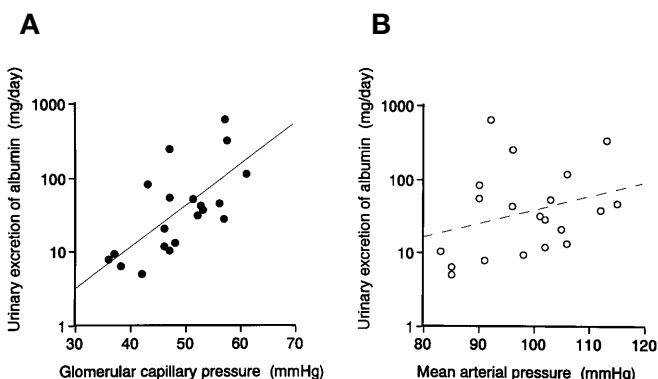 A
B
Urinary excretion of albumin (mg/day)
1000
100
10
1
30 40 50 60 70
Glomerular capillary pressure (mmHg)
Urinary excretion of albumin (mg/day)
1000
100
10
1
80 90 100 110 120
Mean arterial pressure (mmHg)